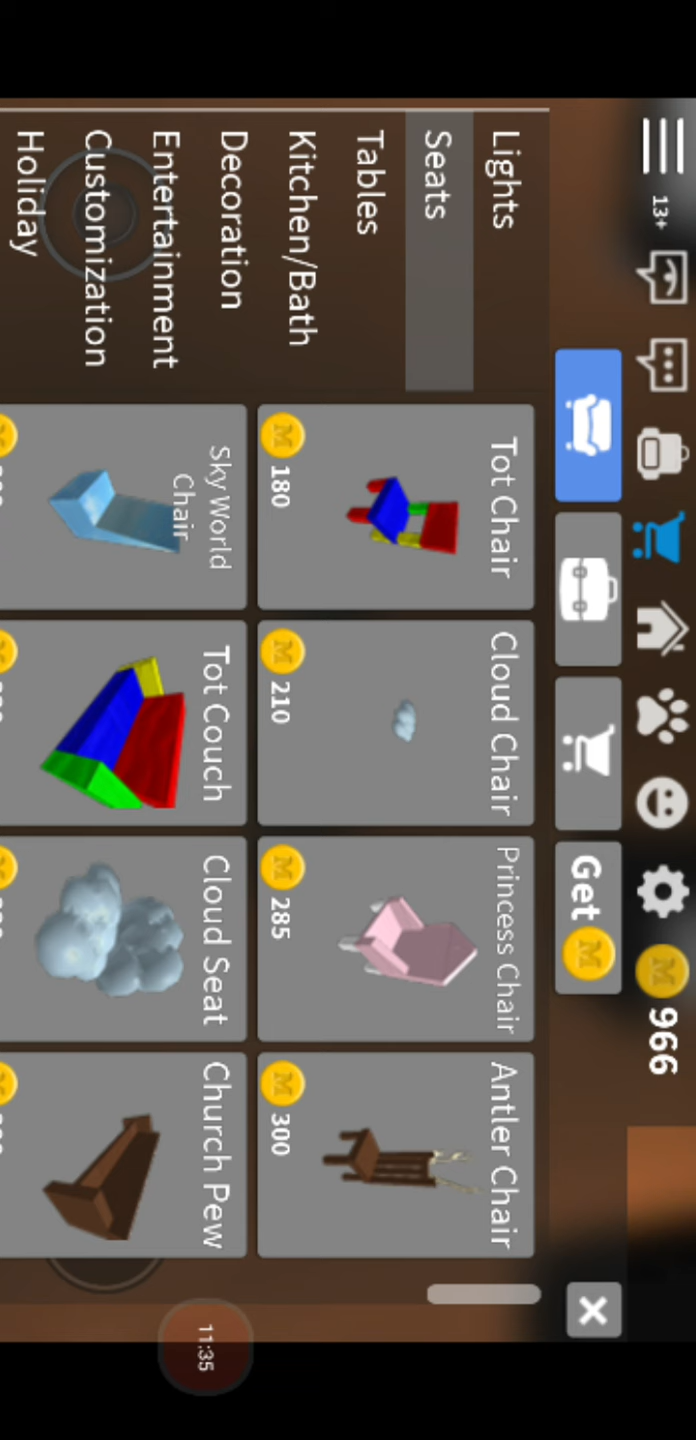 13+
966
Get M
Lights
Seats
Tables
Kitchen/Bath
Decoration
Entertainment
Customization
Holiday
Tot Chair
M 180
Cloud Chair
M 210
Princess Chair
M 285
Antler Chair
M 300
Sky World
Chair
Tot Couch
Cloud Seat
Church Pew
11:35